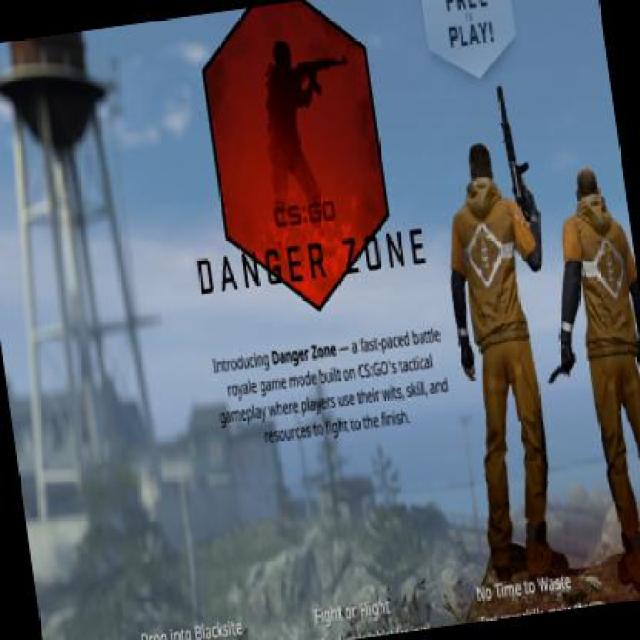 FREE
TO
PLAY!
CS:GO
DANGER ZONE
Introducing Danger Zone — a fast-paced battle
royale game mode built on CS:GO's tactical
gameplay where players use their wits, skill, and
resources to fight to the finish.
Drop into Blacksite
Fight or Flight
No Time to Waste